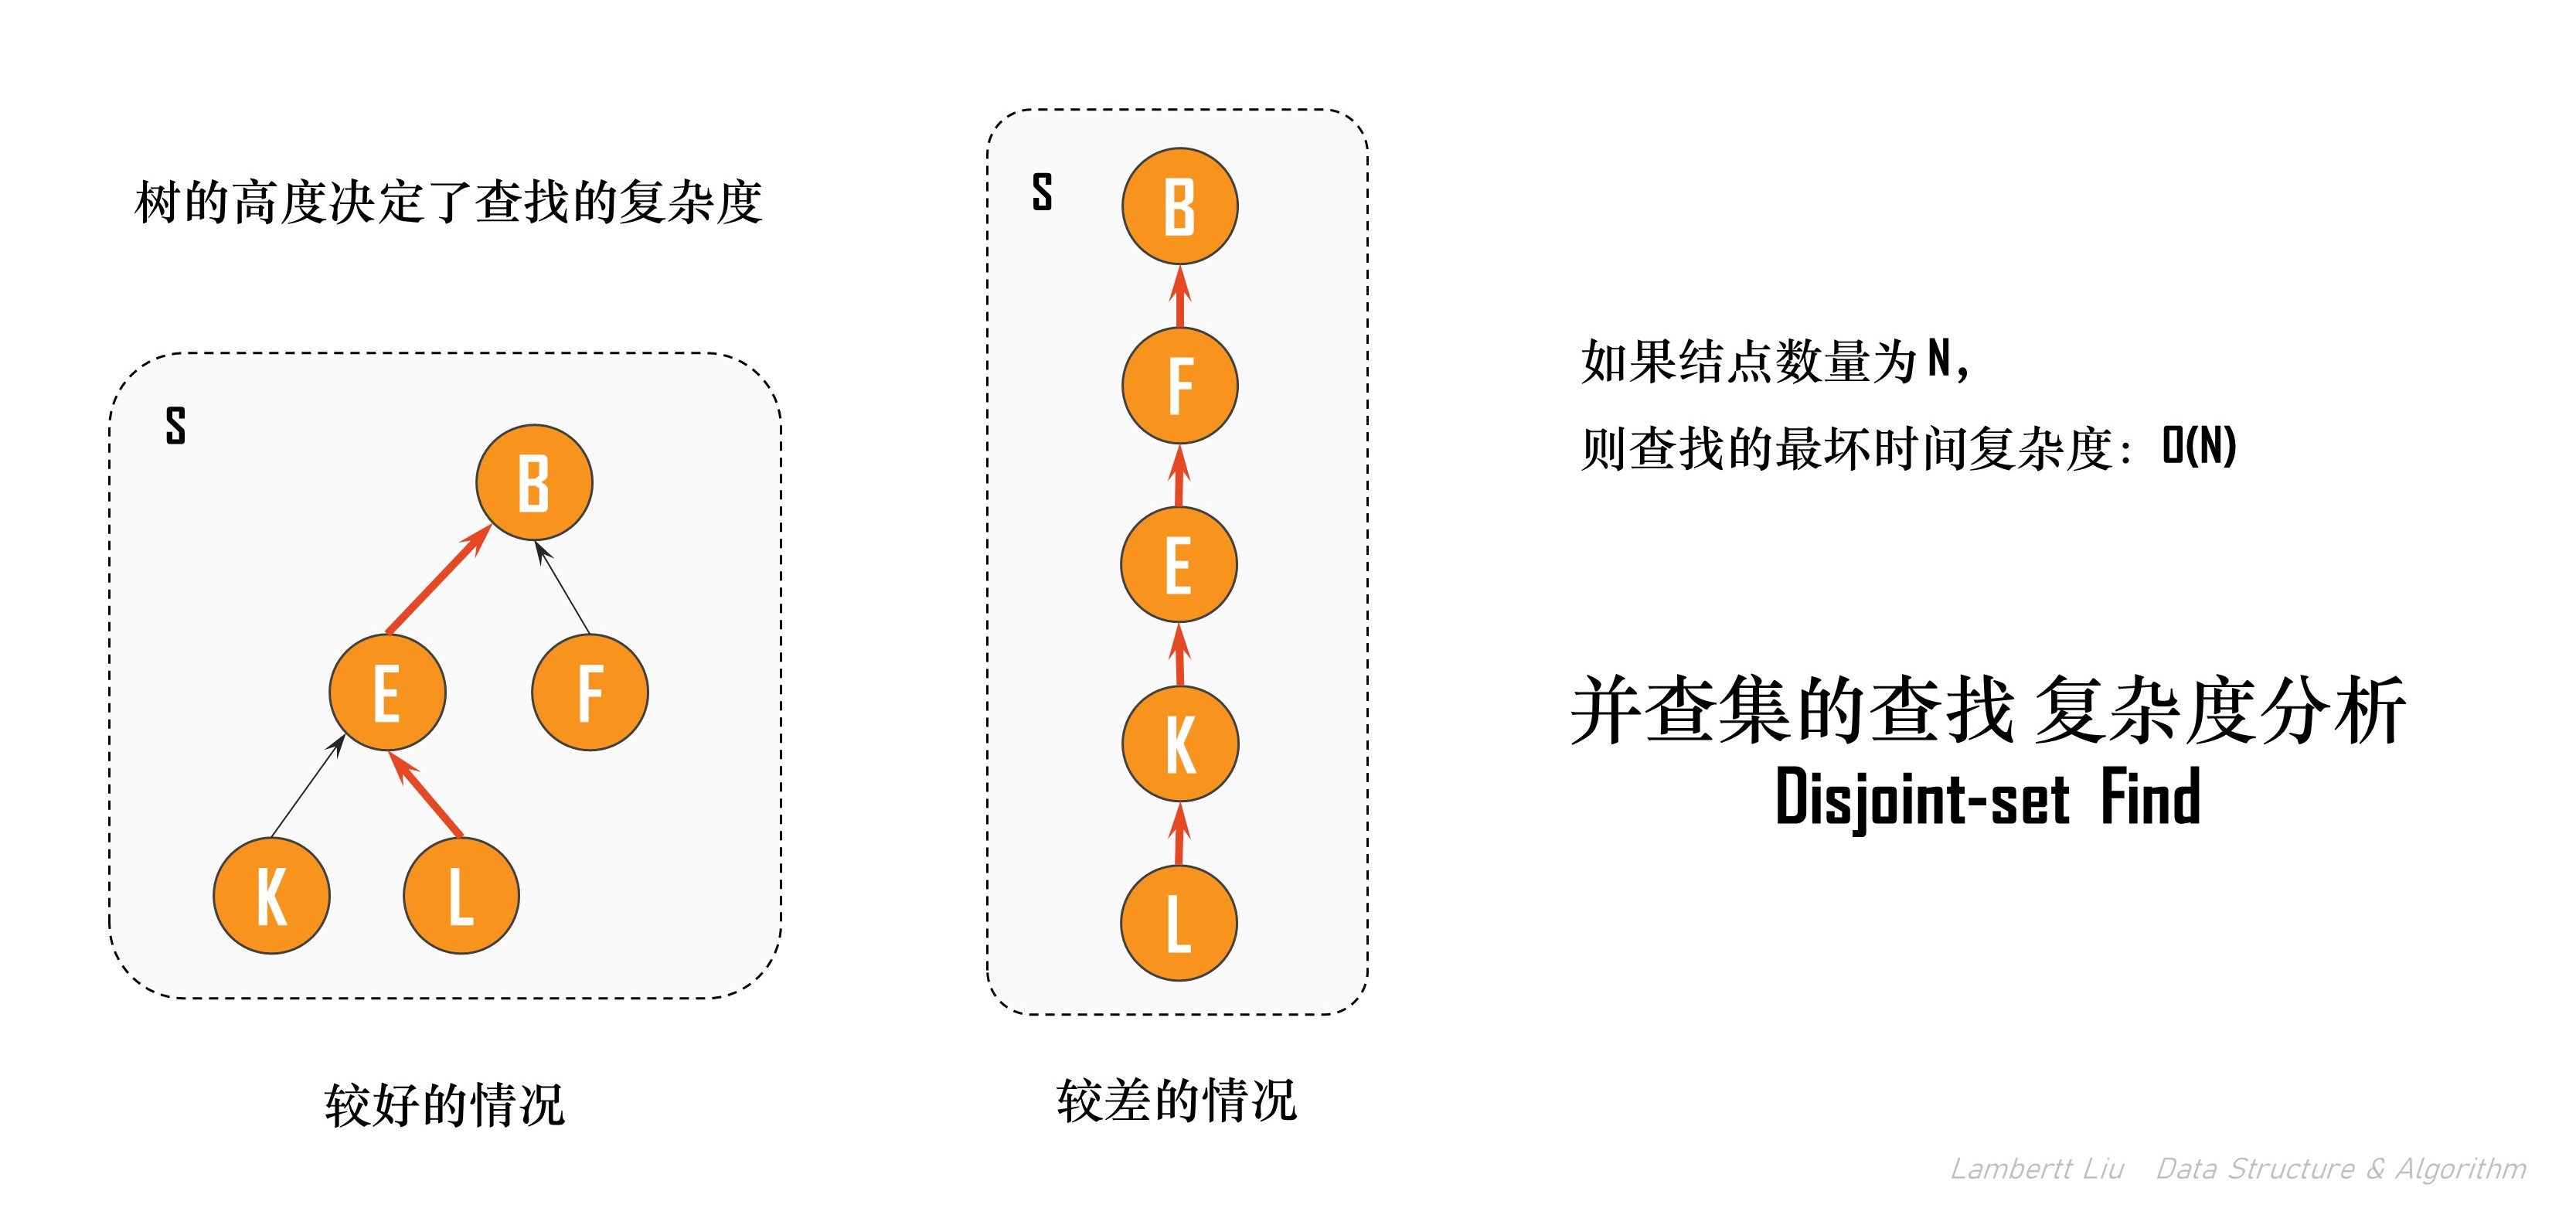 树的高度决定了查找的复杂度
S
B
E
F
K
L
较好的情况
S
B
F
E
K
L
较差的情况
如果结点数量为 N，
则查找的最坏时间复杂度：O(N)
并查集的查找 复杂度分析
Disjoint-set Find
Lambertt Liu Data Structure & Algorithm